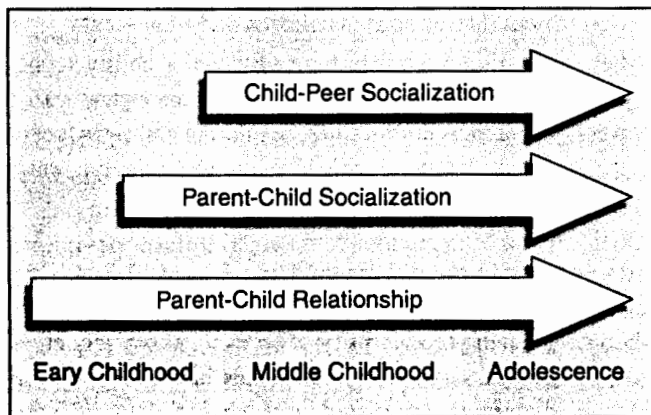 Child-Peer Socialization
Parent-Child Socialization
Parent-Child Relationship
Eary Childhood Middle Childhood Adolescence